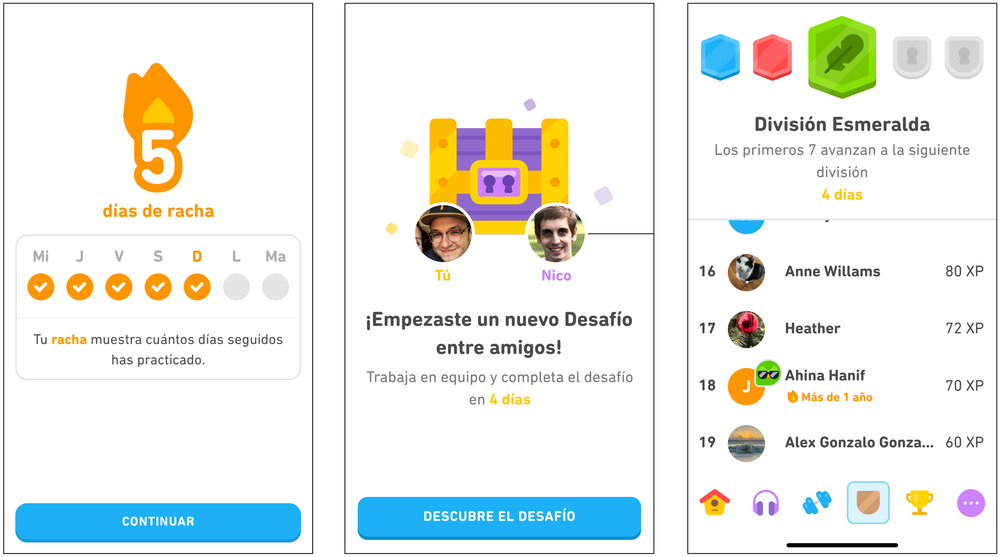 5
días de racha
Mi J V S D L Ma
Tu racha muestra cuántos días seguidos
has practicado.
CONTINUAR
Tú Nico
¡Empezaste un nuevo Desafío
entre amigos!
Trabaja en equipo y completa el desafío
en 4 días
DESCUBRE EL DESAFÍO
División Esmeralda
Los primeros 7 avanzan a la siguiente
división
4 días
16 Anne Willams 80 XP
17 Heather 72 XP
18 J Ahina Hanif 70 XP
Más de 1 año
19 Alex Gonzalo Gonza... 60 XP